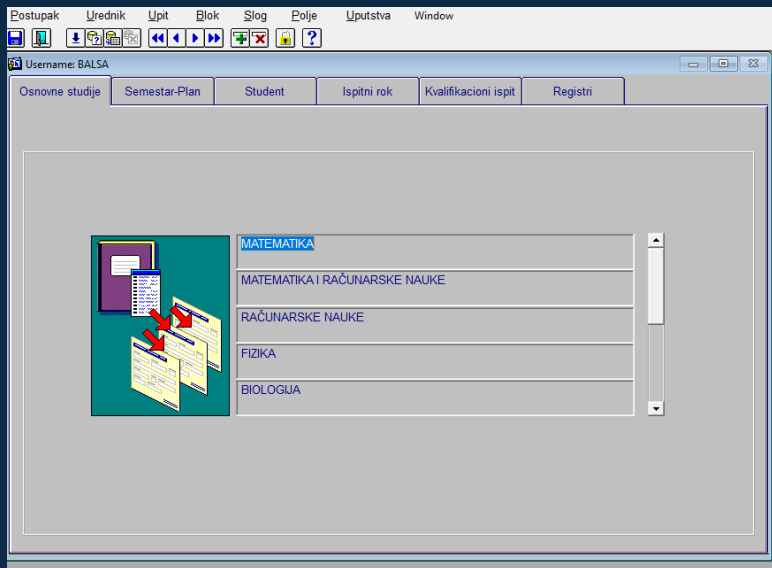 Postupak Urednik Upit Blok Slog Polje Uputstva Window
Username: BALSA
Osnovne studije Semestar-Plan Student Ispitni rok Kvalifikacioni ispit Registri
MATEMATIKA
MATEMATIKA I RAČUNARSKE NAUKE
RAČUNARSKE NAUKE
FIZIKA
BIOLOGIJA